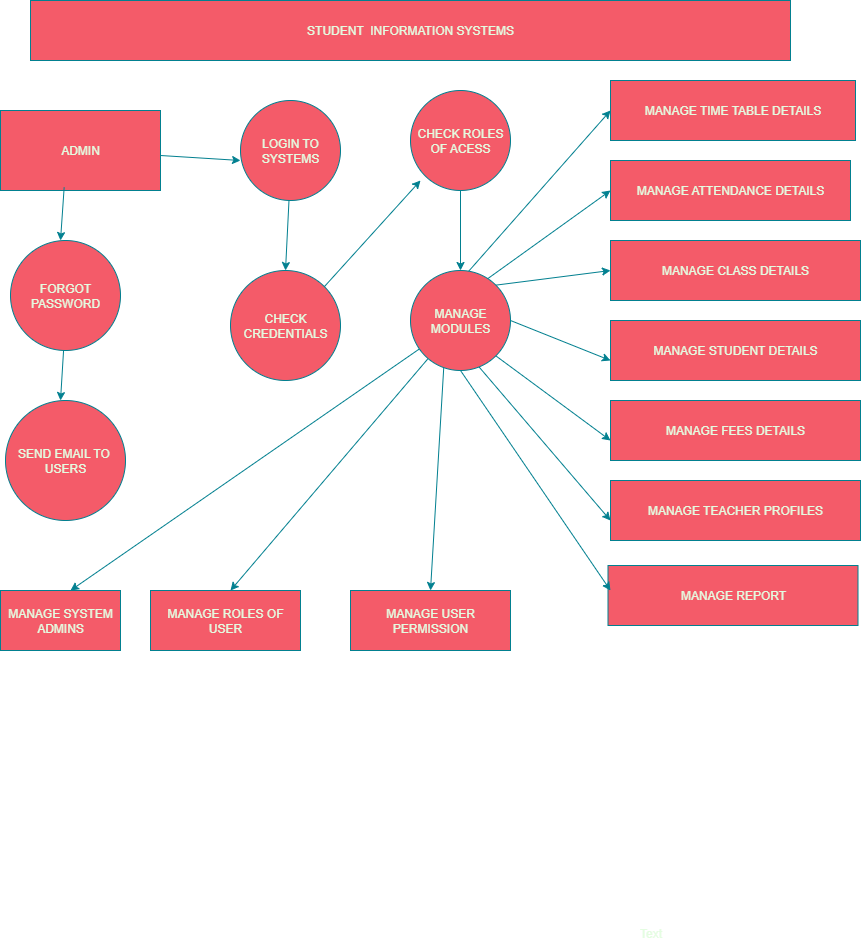 STUDENT INFORMATION SYSTEMS
ADMIN
LOGIN TO
SYSTEMS
CHECK ROLES
OF ACESS
MANAGE TIME TABLE DETAILS
MANAGE ATTENDANCE DETAILS
MANAGE CLASS DETAILS
FORGOT
PASSWORD
CHECK
CREDENTIALS
MANAGE
MODULES
MANAGE STUDENT DETAILS
MANAGE FEES DETAILS
SEND EMAIL TO
USERS
MANAGE TEACHER PROFILES
MANAGE REPORT
MANAGE SYSTEM
ADMINS
MANAGE ROLES OF
USER
MANAGE USER
PERMISSION
Text